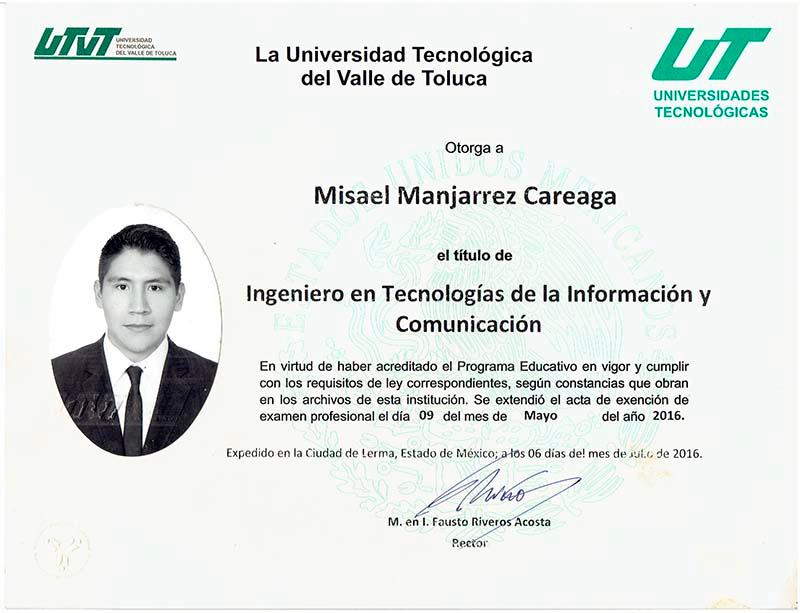 UTVT
UNIVERSIDAD
TECNOLÓGICA
DEL VALLE DE TOLUCA
La Universidad Tecnológica
del Valle de Toluca
UT
UNIVERSIDADES
TECNOLÓGICAS
Otorga a
ESTADOS UNIDOS MEXICANOS
Misael Manjarrez Careaga
el título de
Ingeniero en Tecnologías de la Información y
Comunicación
En virtud de haber acreditado el Programa Educativo en vigor y cumplir
con los requisitos de ley correspondientes, según constancias que obran
en los archivos de esta institución. Se extendió el acta de exención de
examen profesional el día 09 del mes de Mayo del año 2016.
Expedido en la Ciudad de Lerma, Estado de México; a los 06 días del mes de Julio de 2016.
M. en I. Fausto Riveros Acosta
Rector